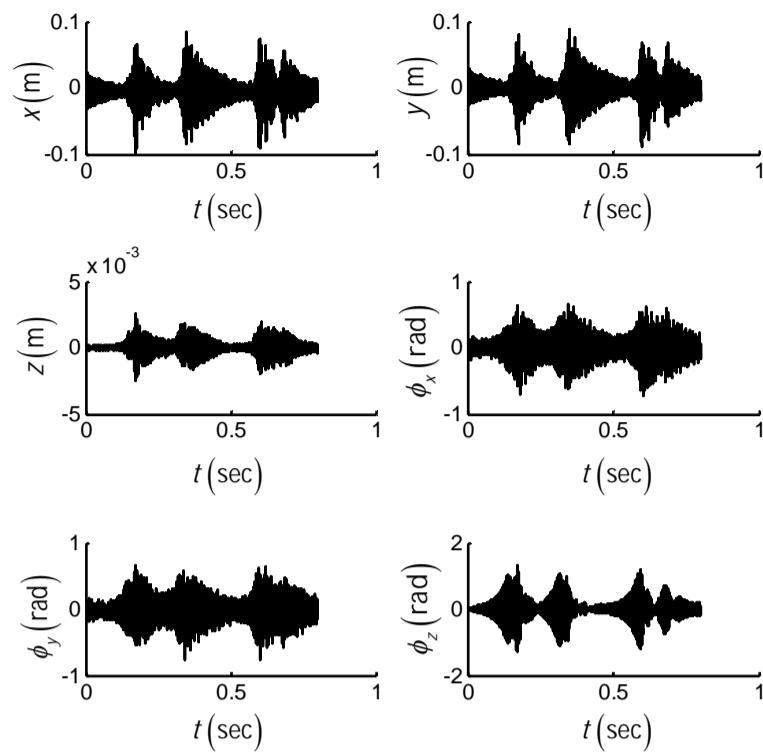 0.1 0.1
x(m) 0 y(m) 0
-0.1 -0.1
0 0.5 1 0 0.5 1
t(sec) t(sec)
x 10^-3
5 1
z(m) 0 ϕ_x(rad) 0
-5 -1
0 0.5 1 0 0.5 1
t(sec) t(sec)
1 2
ϕ_y(rad) 0 ϕ_z(rad) 0
-1 -2
0 0.5 1 0 0.5 1
t(sec) t(sec)